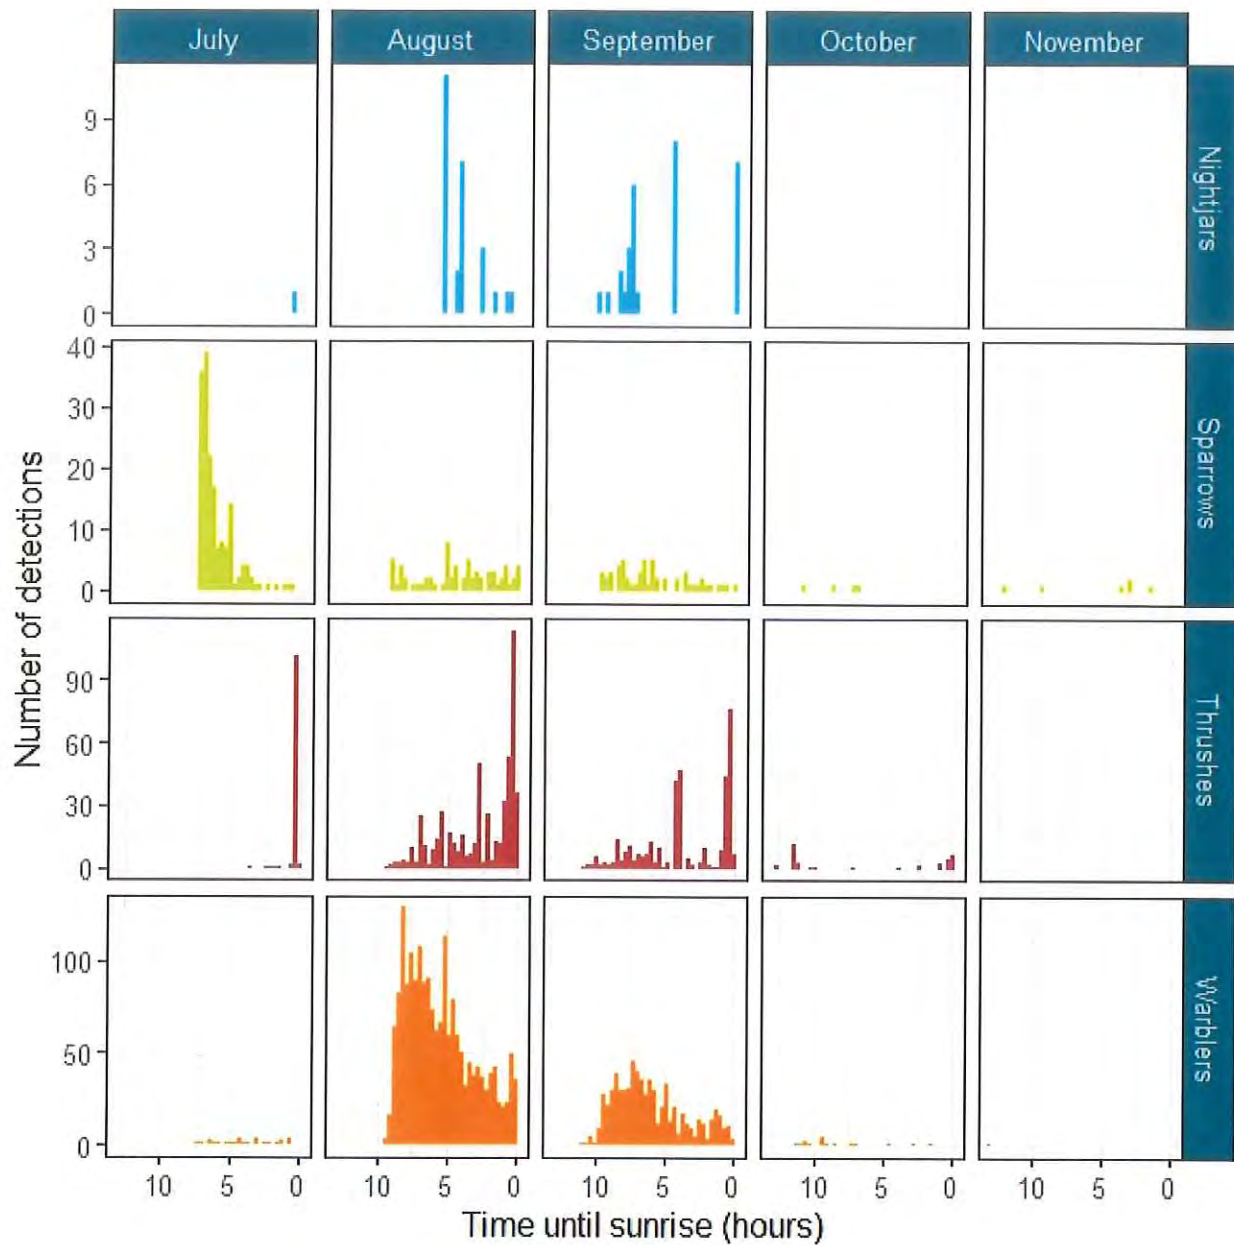 July August September October November
9
6
3
0
Nightjars
40
30
20
10
0
Sparrows
Number of detections
90
60
30
0
Thrushes
100
50
0
Warblers
10 5 0 10 5 0 10 5 0 10 5 0 10 5 0
Time until sunrise (hours)